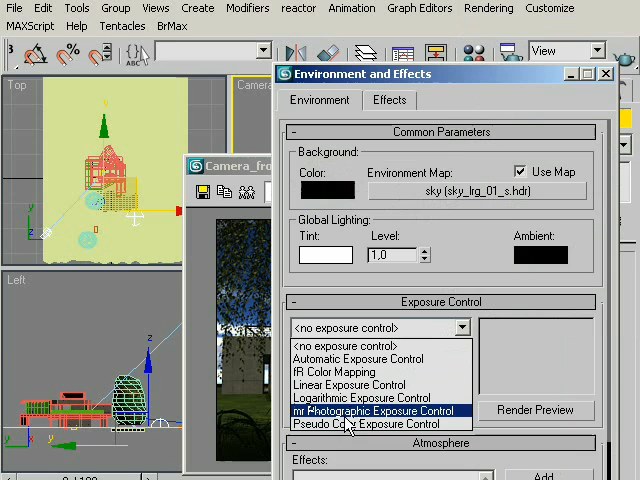 File Edit Tools Group Views Create Modifiers reactor Animation Graph Editors Rendering Customize
MAXScript Help Tentacles BrMax
3 % {} View
Top
Camera
Environment and Effects
Environment Effects
- Common Parameters
Background:
Color: Environment Map: Use Map
sky (sky_lrg_01_s.hdr)
Global Lighting:
Tint: Level: Ambient:
1,0
Camera_fro
y
z
x
Left
z
y
- Exposure Control
<no exposure control>
<no exposure control>
Automatic Exposure Control
fR Color Mapping
Linear Exposure Control
Logarithmic Exposure Control
mr Photographic Exposure Control
Pseudo Color Exposure Control
Render Preview
- Atmosphere
Effects:
Add...
0 / 100